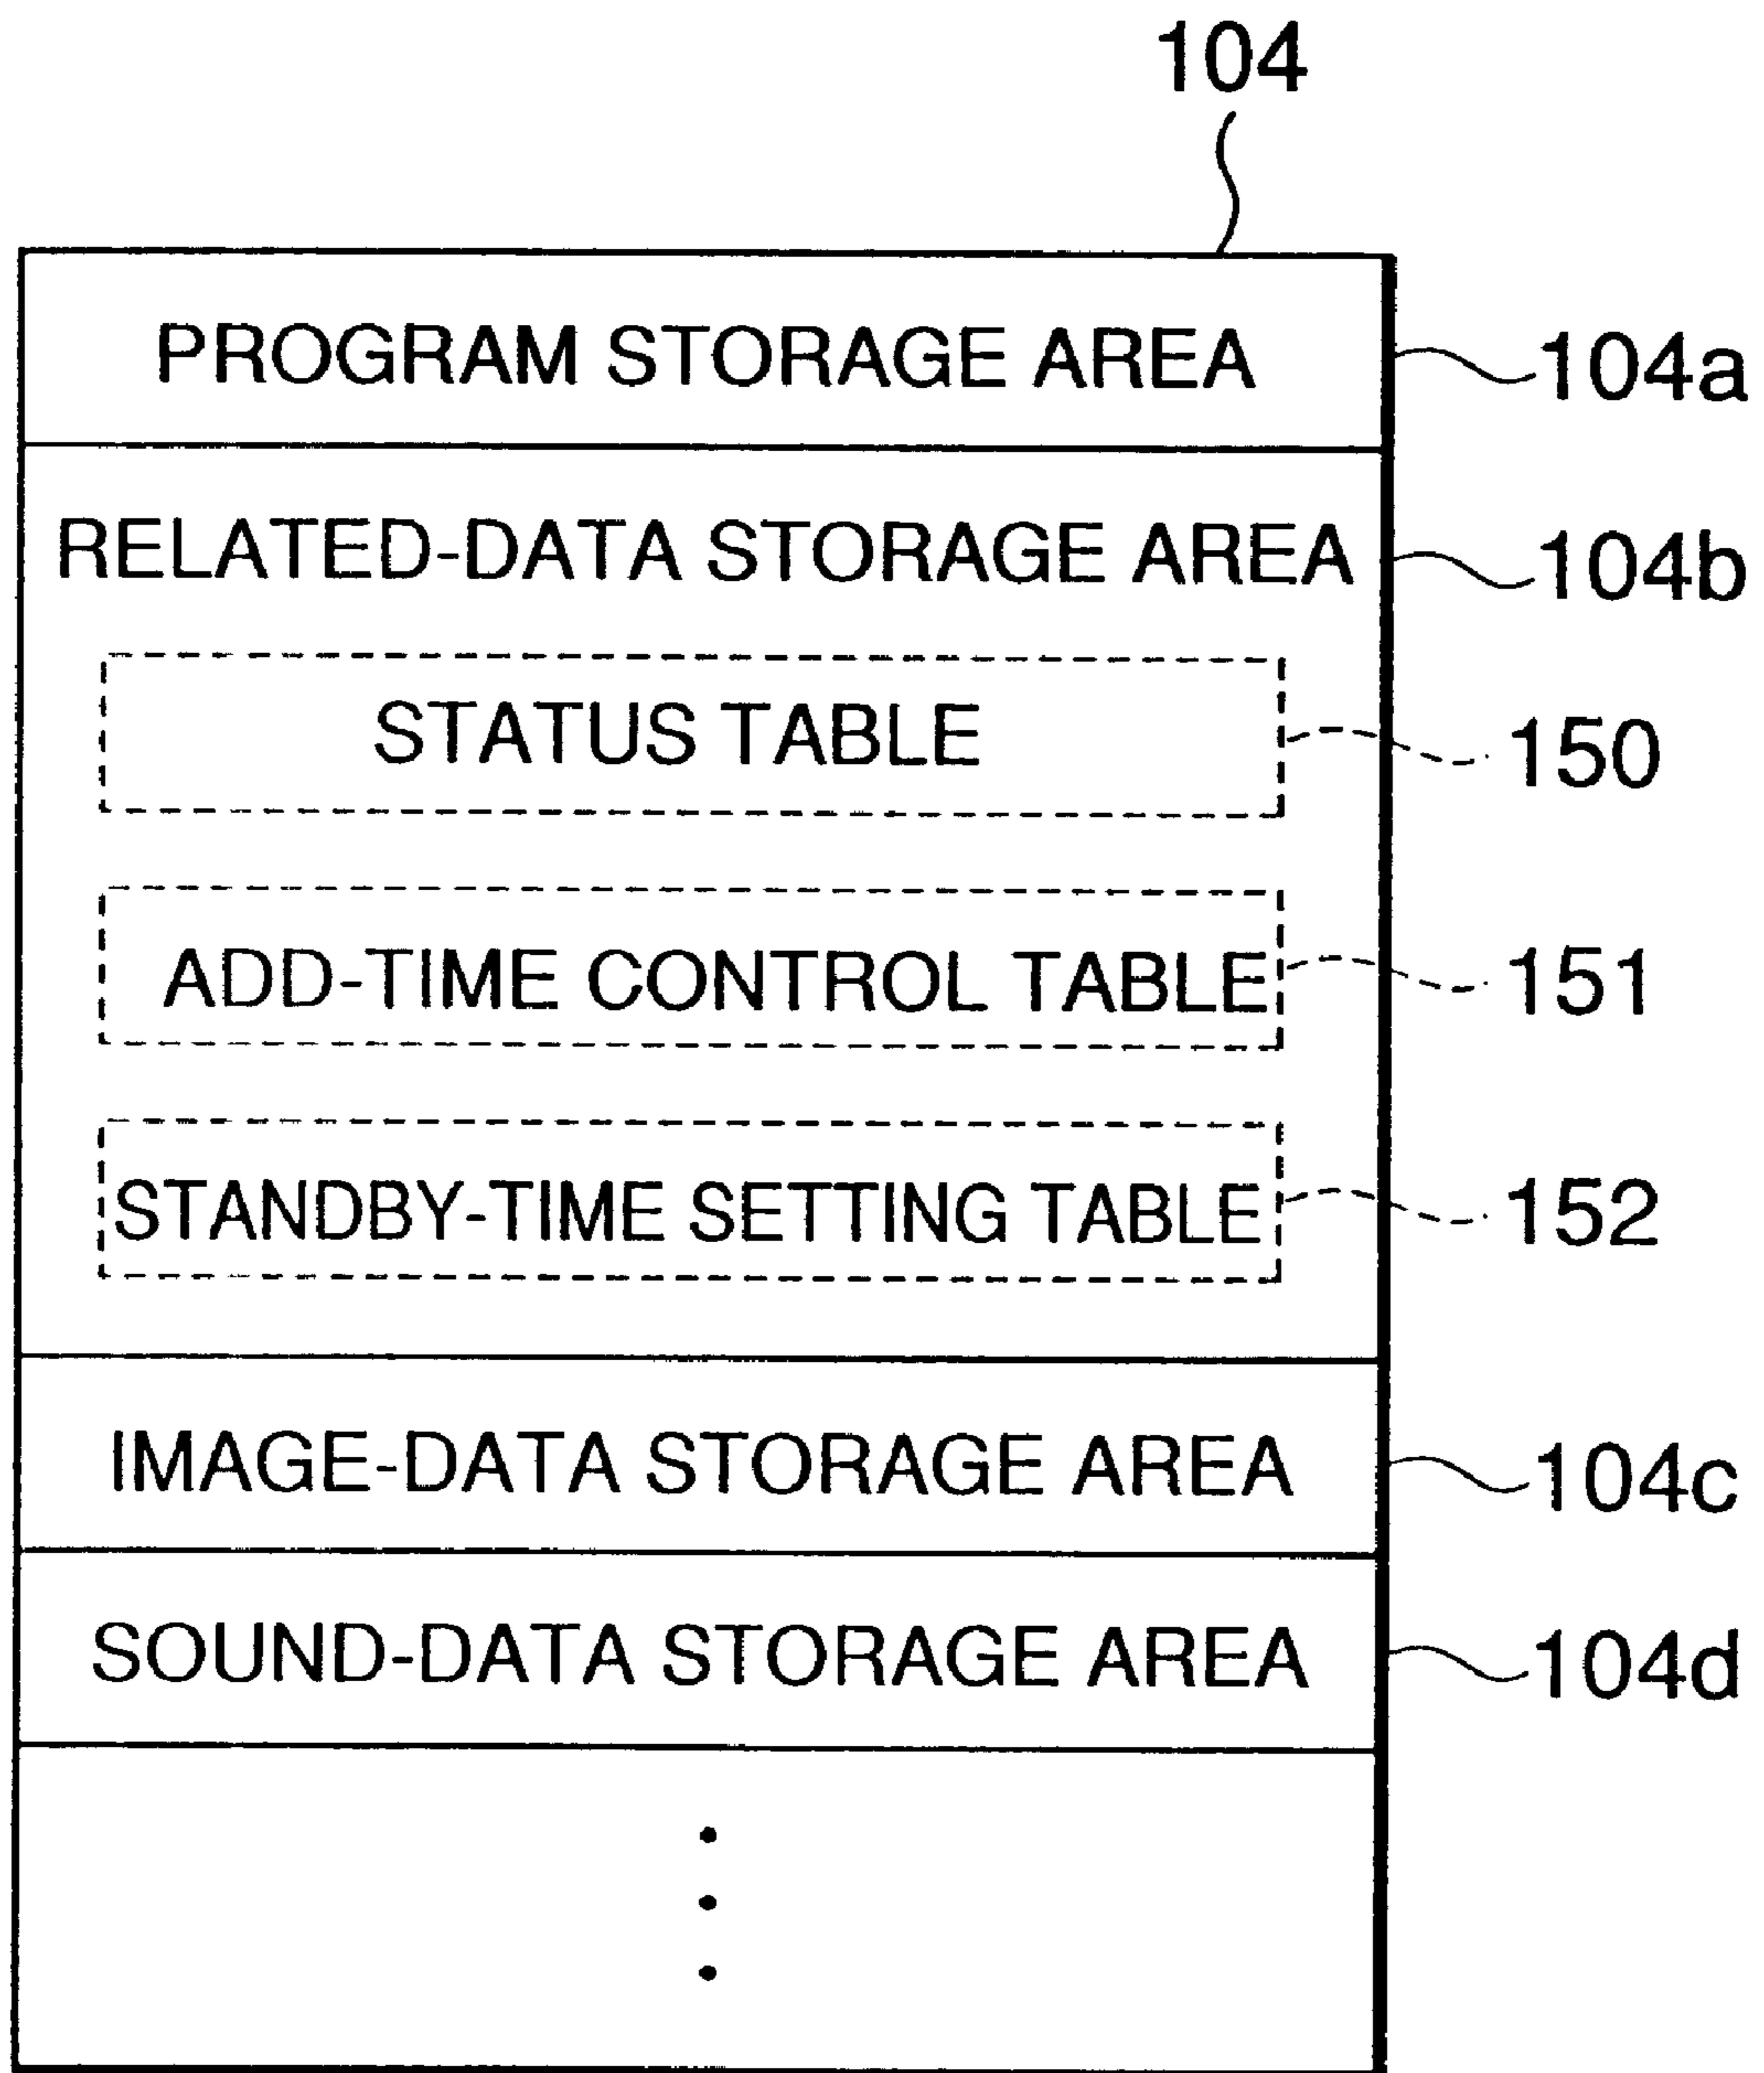 104
PROGRAM STORAGE AREA 104a
RELATED-DATA STORAGE AREA 104b
STATUS TABLE 150
ADD-TIME CONTROL TABLE 151
STANDBY-TIME SETTING TABLE 152
IMAGE-DATA STORAGE AREA 104c
SOUND-DATA STORAGE AREA 104d